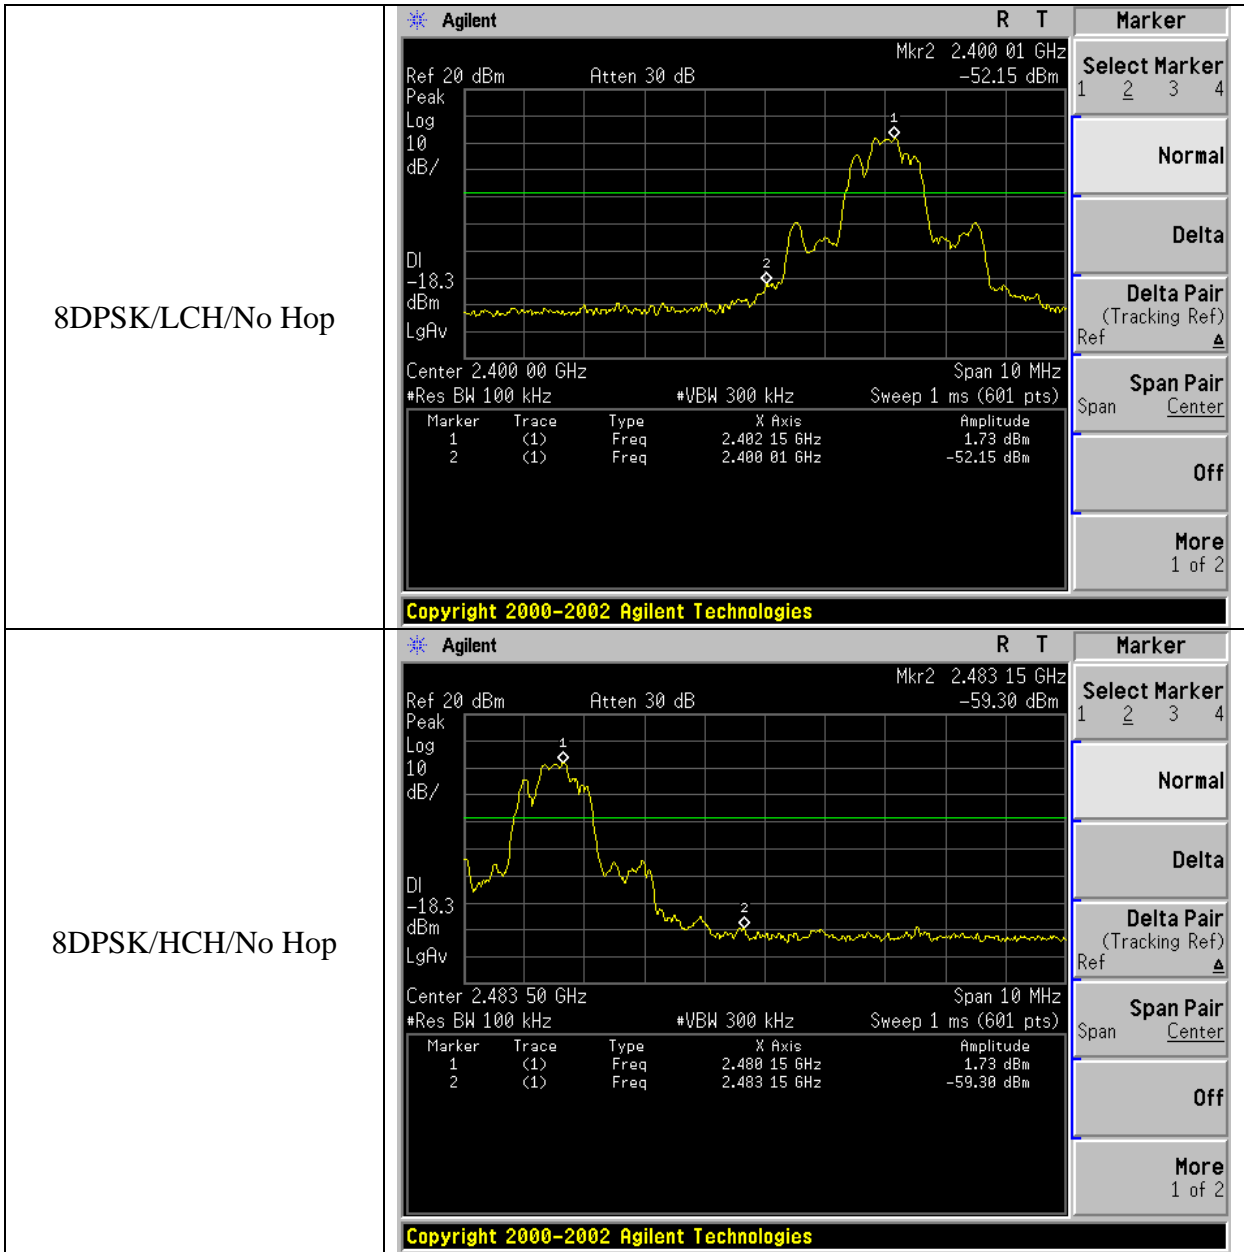 8DPSK/LCH/No Hop
Agilent R T
Mkr2 2.400 01 GHz
Ref 20 dBm Atten 30 dB -52.15 dBm
Peak
Log
10
dB/
1
2
DI
-18.3
dBm
LgAv
Center 2.400 00 GHz Span 10 MHz
#Res BW 100 kHz #VBW 300 kHz Sweep 1 ms (601 pts)
Marker Trace Type X Axis Amplitude
1 (1) Freq 2.402 15 GHz 1.73 dBm
2 (1) Freq 2.400 01 GHz -52.15 dBm
Copyright 2000-2002 Agilent Technologies
Marker
Select Marker
1 2 3 4
Normal
Delta
Delta Pair
(Tracking Ref)
Ref Δ
Span Pair
Span Center
Off
More
1 of 2
8DPSK/HCH/No Hop
Agilent R T
Mkr2 2.483 15 GHz
Ref 20 dBm Atten 30 dB -59.30 dBm
Peak
Log
10
dB/
1
2
DI
-18.3
dBm
LgAv
Center 2.483 50 GHz Span 10 MHz
#Res BW 100 kHz #VBW 300 kHz Sweep 1 ms (601 pts)
Marker Trace Type X Axis Amplitude
1 (1) Freq 2.480 15 GHz 1.73 dBm
2 (1) Freq 2.483 15 GHz -59.30 dBm
Copyright 2000-2002 Agilent Technologies
Marker
Select Marker
1 2 3 4
Normal
Delta
Delta Pair
(Tracking Ref)
Ref Δ
Span Pair
Span Center
Off
More
1 of 2